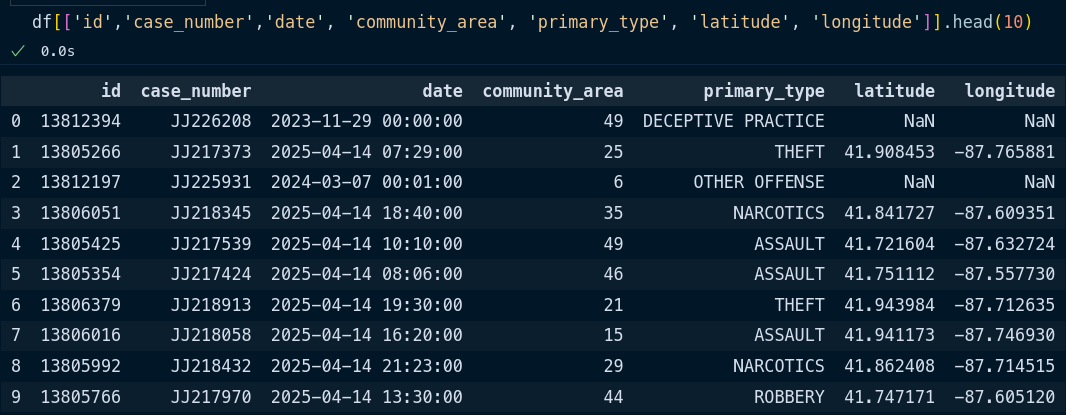 df[['id','case_number','date', 'community_area', 'primary_type', 'latitude', 'longitude']].head(10)
✓ 0.0s
id case_number date community_area primary_type latitude longitude
0 13812394 JJ226208 2023-11-29 00:00:00 49 DECEPTIVE PRACTICE NaN NaN
1 13805266 JJ217373 2025-04-14 07:29:00 25 THEFT 41.908453 -87.765881
2 13812197 JJ225931 2024-03-07 00:01:00 6 OTHER OFFENSE NaN NaN
3 13806051 JJ218345 2025-04-14 18:40:00 35 NARCOTICS 41.841727 -87.609351
4 13805425 JJ217539 2025-04-14 10:10:00 49 ASSAULT 41.721604 -87.632724
5 13805354 JJ217424 2025-04-14 08:06:00 46 ASSAULT 41.751112 -87.557730
6 13806379 JJ218913 2025-04-14 19:30:00 21 THEFT 41.943984 -87.712635
7 13806016 JJ218058 2025-04-14 16:20:00 15 ASSAULT 41.941173 -87.746930
8 13805992 JJ218432 2025-04-14 21:23:00 29 NARCOTICS 41.862408 -87.714515
9 13805766 JJ217970 2025-04-14 13:30:00 44 ROBBERY 41.747171 -87.605120